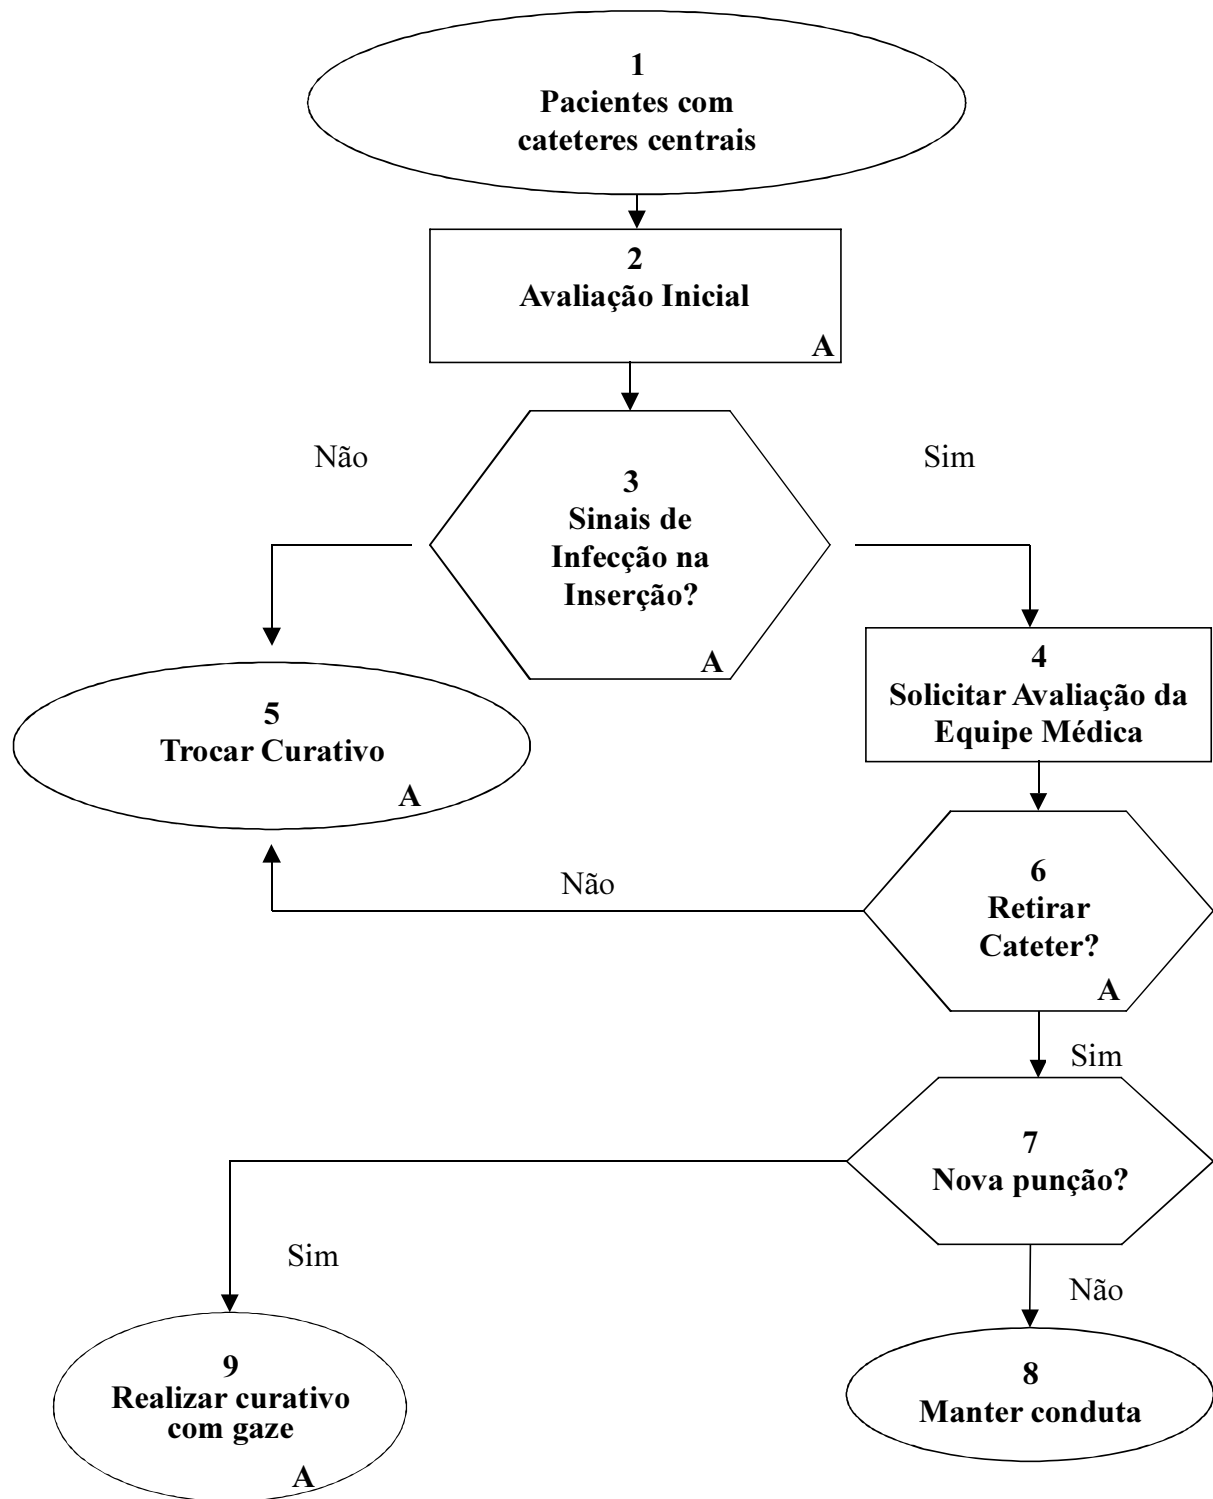 1
Pacientes com
cateteres centrais
2
Avaliação Inicial
A
Não
Sim
3
Sinais de
Infecção na
Inserção?
A
4
Solicitar Avaliação da
Equipe Médica
5
Trocar Curativo
A
6
Retirar
Cateter?
A
Não
Sim
7
Nova punção?
Sim
Não
8
Manter conduta
9
Realizar curativo
com gaze
A